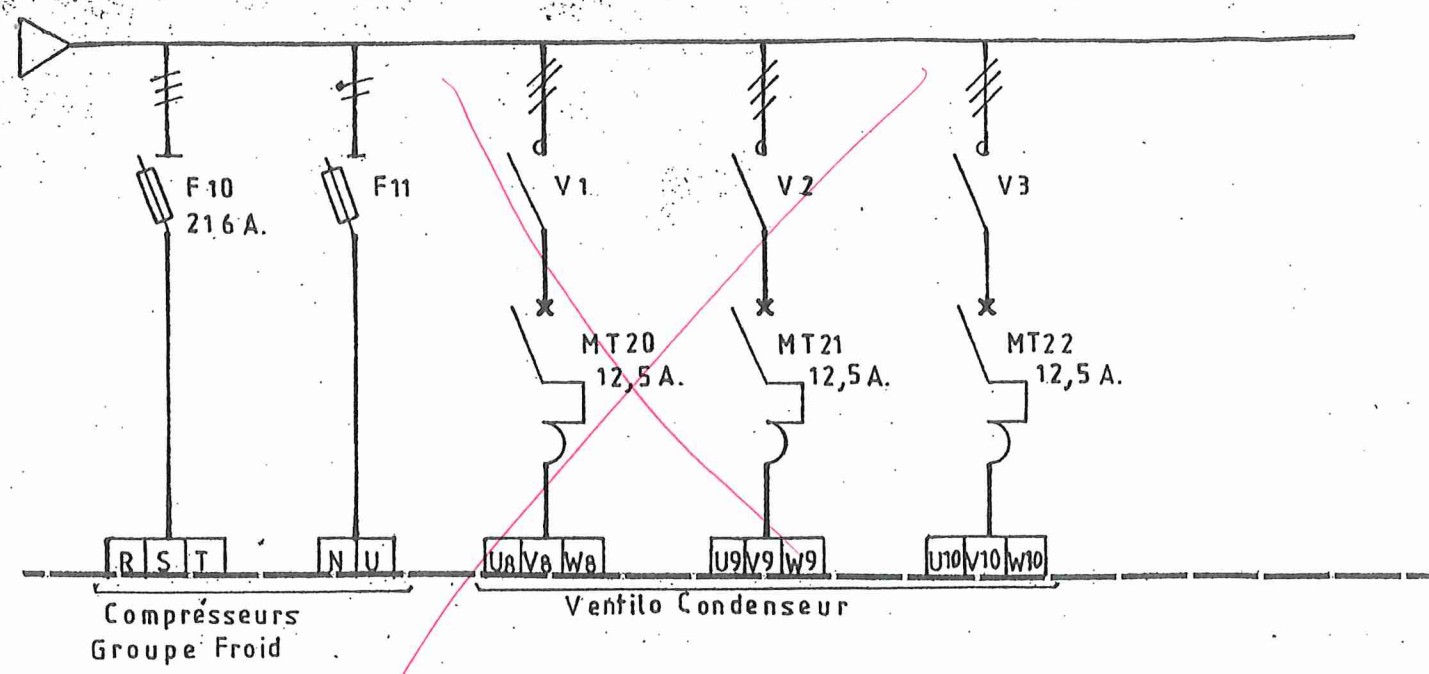 F10
216 A.
F11
V1
V2
V3
MT20
12,5 A.
MT21
12,5 A.
MT22
12,5 A.
R S T
N U
U8 V8 W8
U9 V9 W9
U10 V10 W10
Compresseurs
Groupe Froid
Ventilo Condenseur